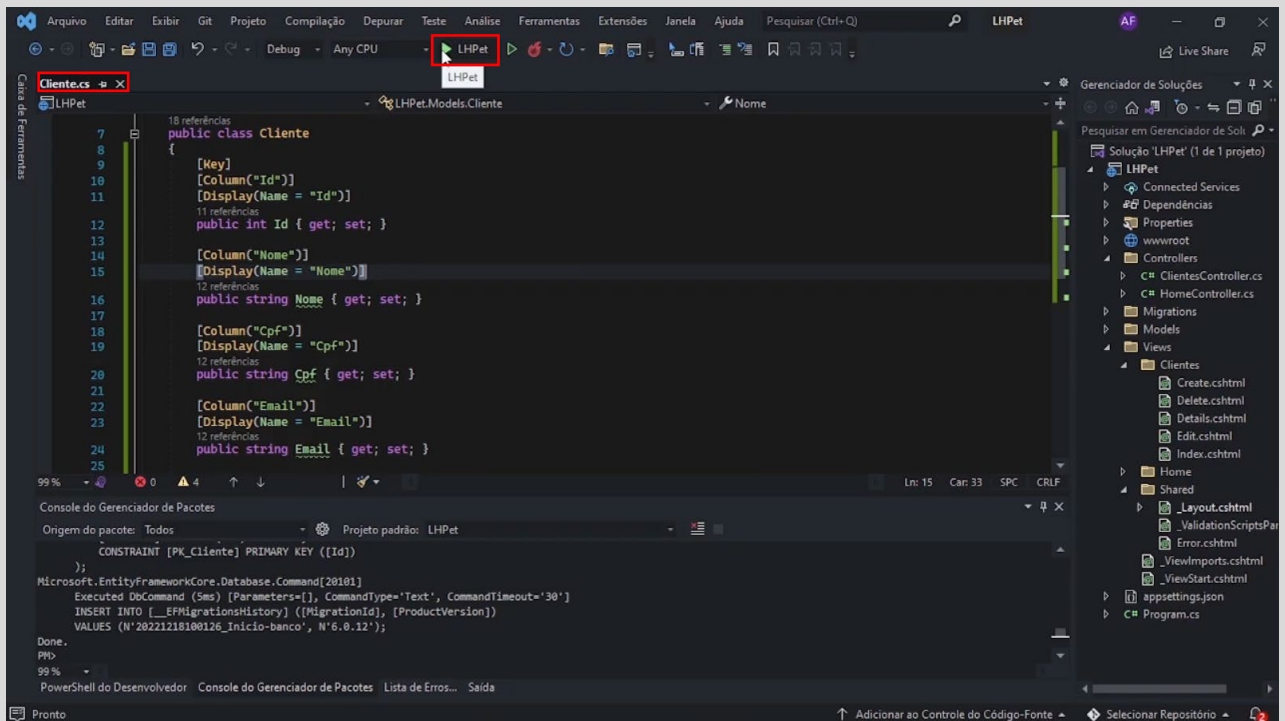 Arquivo Editar Exibir Git Projeto Compilação Depurar Teste Análise Ferramentas Extensões Janela Ajuda Pesquisar (Ctrl+Q) LHPet AF
Debug Any CPU LHPet Live Share
LHPet
Caixa de Ferramentas
Cliente.cs
LHPet LHPet.Models.Cliente Nome
18 referências
7 public class Cliente
8 {
9 [Key]
10 [Column("Id")]
11 [Display(Name = "Id")]
11 referências
12 public int Id { get; set; }
13
14 [Column("Nome")]
15 [Display(Name = "Nome")]
12 referências
16 public string Nome { get; set; }
17
18 [Column("Cpf")]
19 [Display(Name = "Cpf")]
12 referências
20 public string Cpf { get; set; }
21
22 [Column("Email")]
23 [Display(Name = "Email")]
12 referências
24 public string Email { get; set; }
25
99 % 0 4 Ln: 15 Car: 33 SPC CRLF
Console do Gerenciador de Pacotes
Origem do pacote: Todos Projeto padrão: LHPet
CONSTRAINT [PK_Cliente] PRIMARY KEY ([Id])
);
Microsoft.EntityFrameworkCore.Database.Command[20101]
Executed DbCommand (5ms) [Parameters=[], CommandType='Text', CommandTimeout='30']
INSERT INTO [__EFMigrationsHistory] ([MigrationId], [ProductVersion])
VALUES (N'20221218100126_Inicio-banco', N'6.0.12');
Done.
PM>
99 %
PowerShell do Desenvolvedor Console do Gerenciador de Pacotes Lista de Erros... Saída
Gerenciador de Soluções
Pesquisar em Gerenciador de Solu
Solução 'LHPet' (1 de 1 projeto)
LHPet
Connected Services
Dependências
Properties
wwwroot
Controllers
C# ClientesController.cs
C# HomeController.cs
Migrations
Models
Views
Clientes
Create.cshtml
Delete.cshtml
Details.cshtml
Edit.cshtml
Index.cshtml
Home
Shared
_Layout.cshtml
_ValidationScriptsPar
Error.cshtml
_ViewImports.cshtml
_ViewStart.cshtml
appsettings.json
C# Program.cs
Pronto Adicionar ao Controle do Código-Fonte Selecionar Repositório